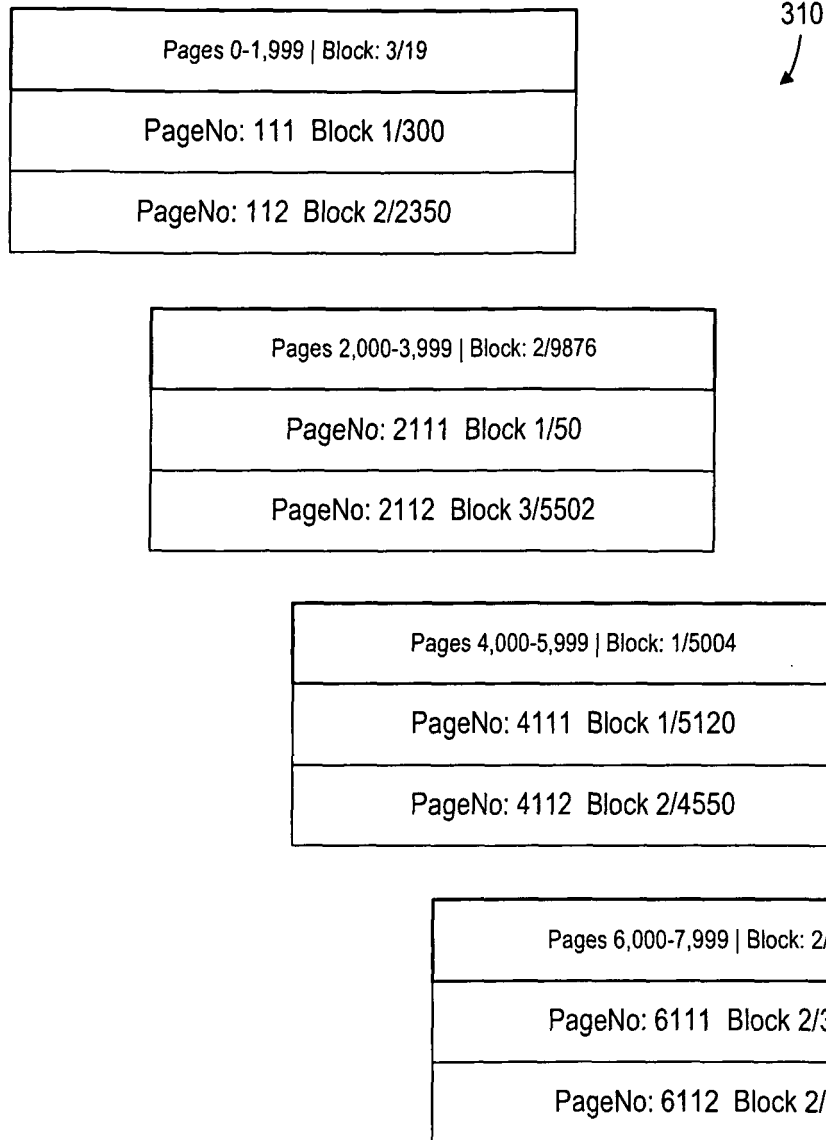 310
Pages 0-1,999 | Block: 3/19
PageNo: 111 Block 1/300
PageNo: 112 Block 2/2350
Pages 2,000-3,999 | Block: 2/9876
PageNo: 2111 Block 1/50
PageNo: 2112 Block 3/5502
Pages 4,000-5,999 | Block: 1/5004
PageNo: 4111 Block 1/5120
PageNo: 4112 Block 2/4550
Pages 6,000-7,999 | Block: 2/
PageNo: 6111 Block 2/
PageNo: 6112 Block 2/